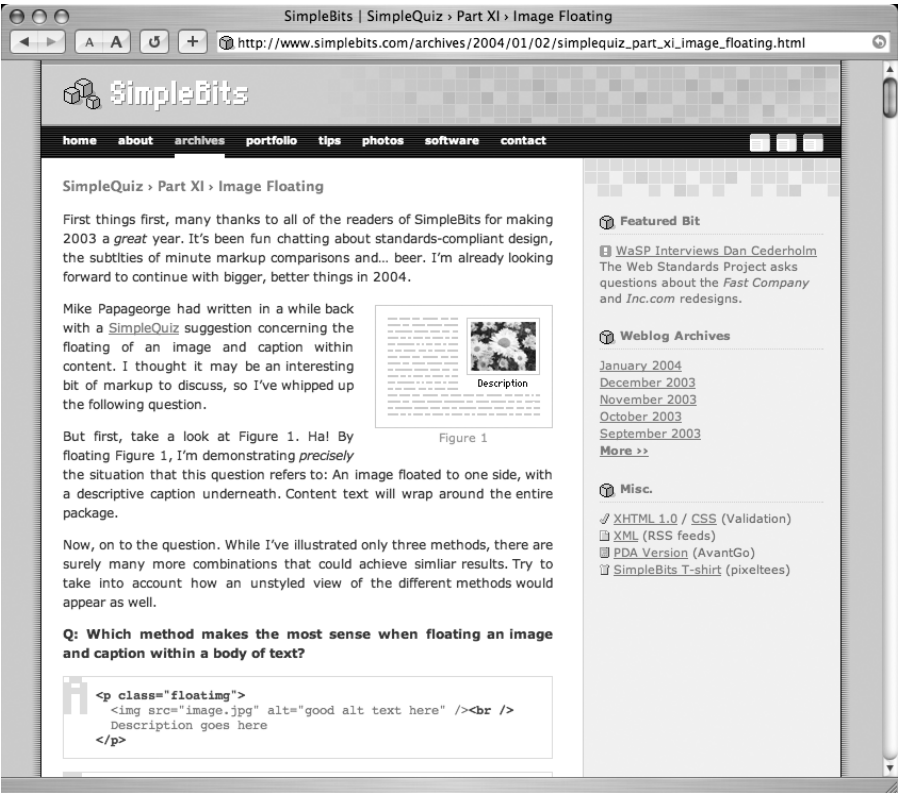 SimpleBits | SimpleQuiz › Part XI › Image Floating
A A + http://www.simplebits.com/archives/2004/01/02/simplequiz_part_xi_image_floating.html
SimpleBits
home about archives portfolio tips photos software contact
SimpleQuiz › Part XI › Image Floating
First things first, many thanks to all of the readers of SimpleBits for making
2003 a great year. It’s been fun chatting about standards-compliant design,
the subtlties of minute markup comparisons and… beer. I’m already looking
forward to continue with bigger, better things in 2004.
Mike Papageorge had written in a while back
with a SimpleQuiz suggestion concerning the
floating of an image and caption within
content. I thought it may be an interesting
bit of markup to discuss, so I’ve whipped up
the following question.
Description
Figure 1
But first, take a look at Figure 1. Ha! By
floating Figure 1, I’m demonstrating precisely
the situation that this question refers to: An image floated to one side, with
a descriptive caption underneath. Content text will wrap around the entire
package.
Now, on to the question. While I’ve illustrated only three methods, there are
surely many more combinations that could achieve simliar results. Try to
take into account how an unstyled view of the different methods would
appear as well.
Q: Which method makes the most sense when floating an image
and caption within a body of text?
A
<p class="floatimg">
<img src="image.jpg" alt="good alt text here" /><br />
Description goes here
</p>
Featured Bit
WaSP Interviews Dan Cederholm
The Web Standards Project asks
questions about the Fast Company
and Inc.com redesigns.
Weblog Archives
January 2004
December 2003
November 2003
October 2003
September 2003
More >>
Misc.
XHTML 1.0 / CSS (Validation)
XML (RSS feeds)
PDA Version (AvantGo)
SimpleBits T-shirt (pixeltees)